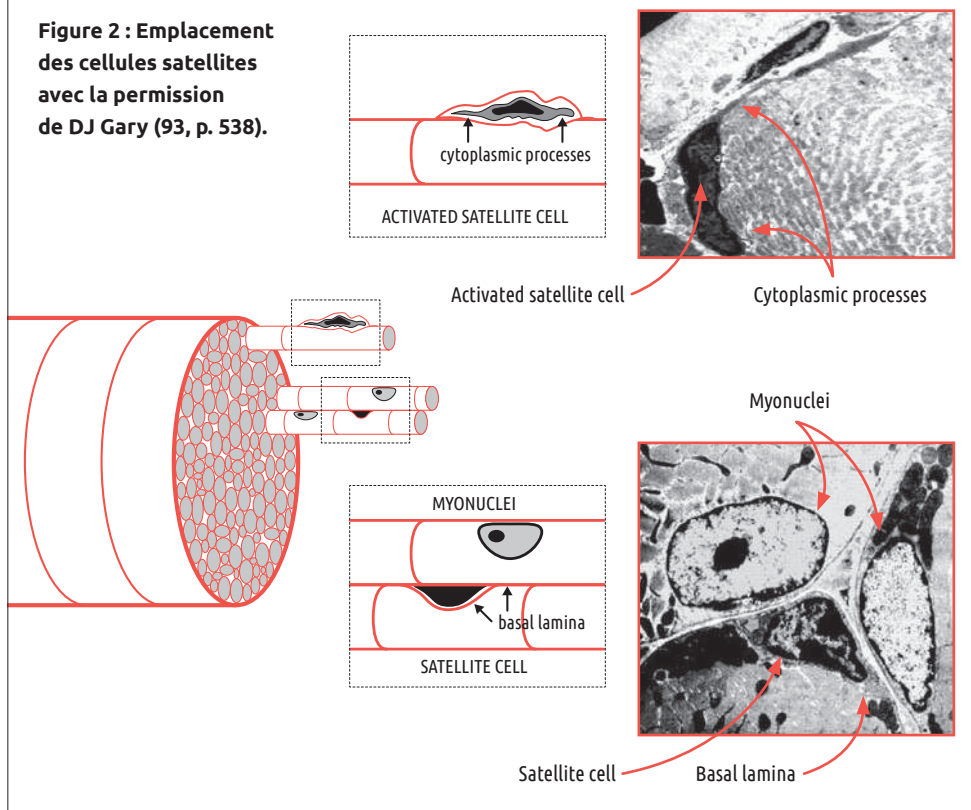 Figure 2 : Emplacement
des cellules satellites
avec la permission
de DJ Gary (93, p. 538).
cytoplasmic processes
ACTIVATED SATELLITE CELL
Activated satellite cell
Cytoplasmic processes
Myonuclei
MYONUCLEI
basal lamina
SATELLITE CELL
Satellite cell
Basal lamina